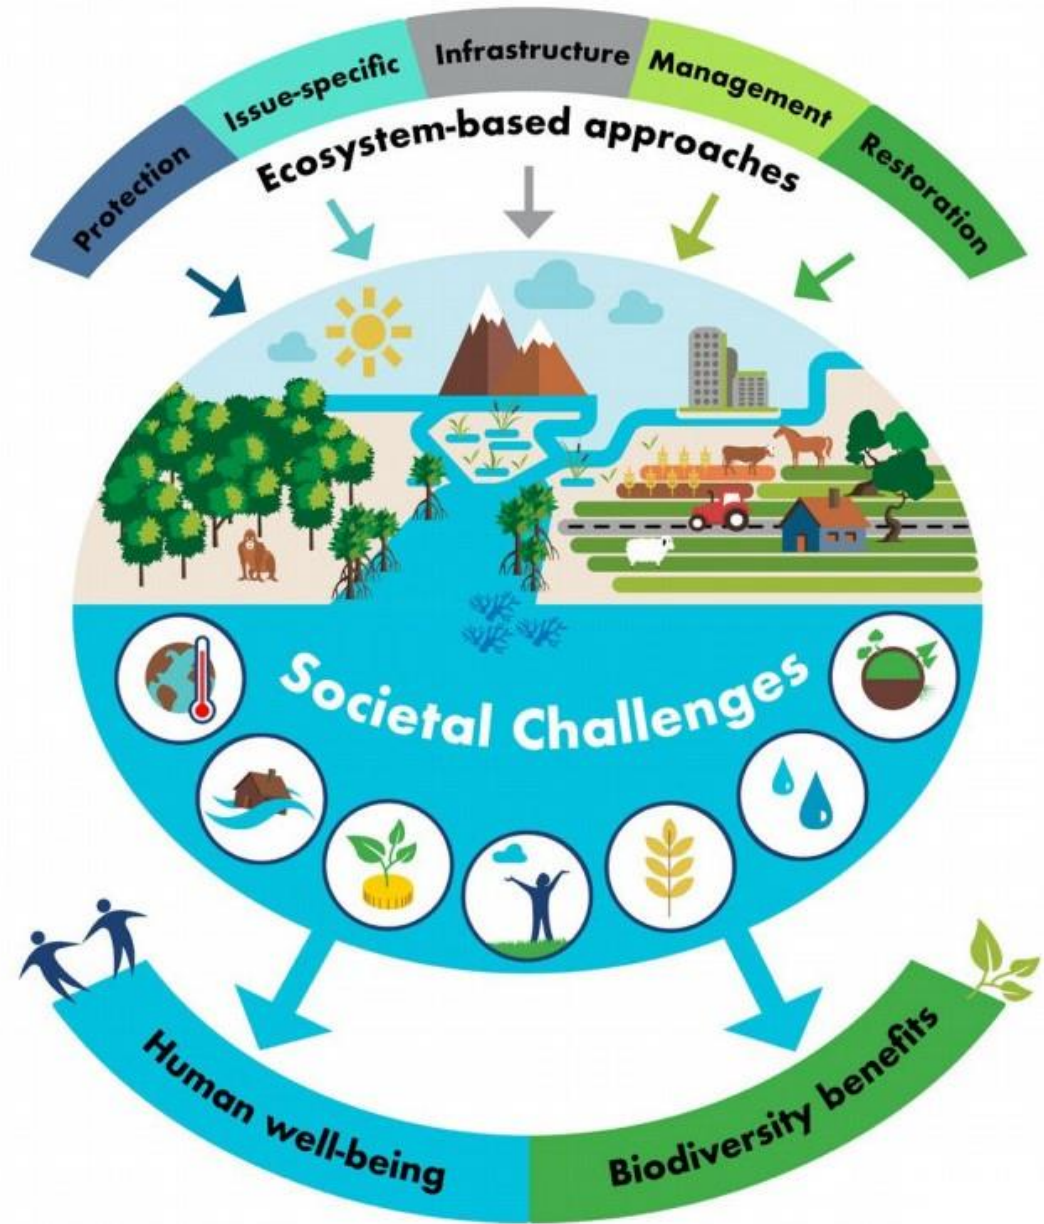 Protection
Issue-specific
Infrastructure
Management
Restoration
Ecosystem-based approaches
Societal Challenges
Human well-being
Biodiversity benefits